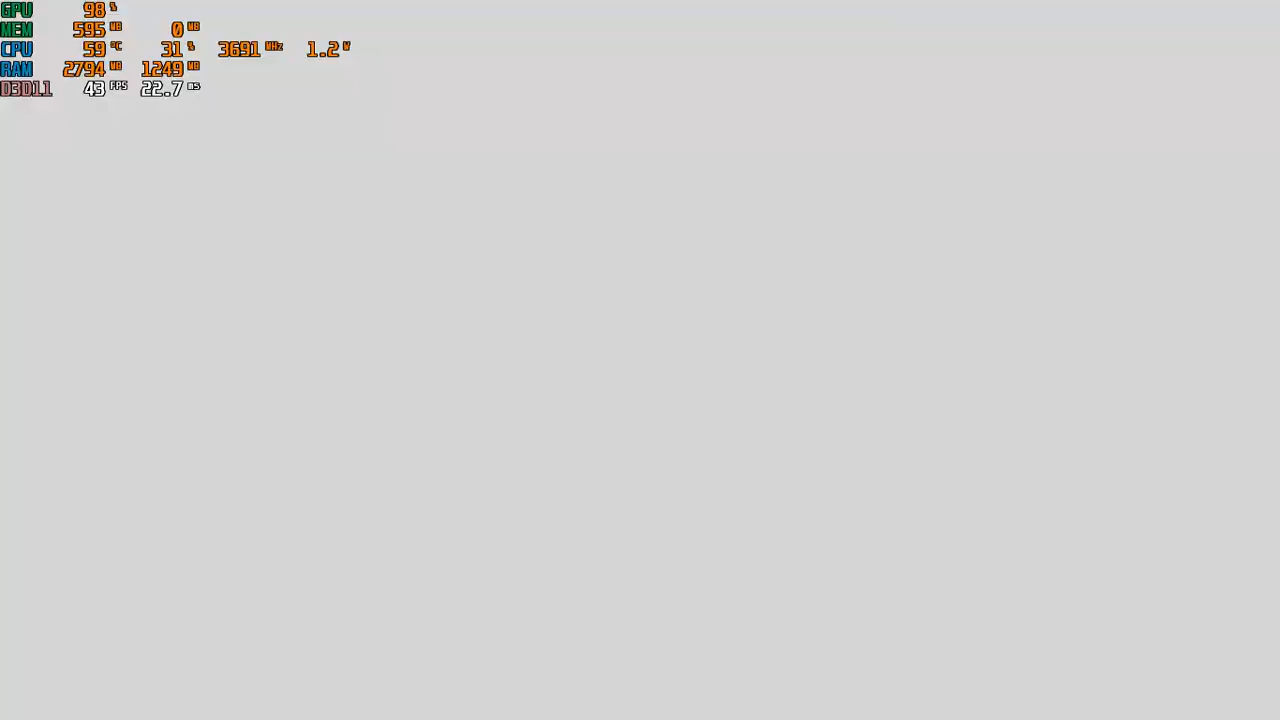 GPU 98 %
MEM 595 MB 0 MB
CPU 59 °C 31 % 3691 MHz 1.2 W
RAM 2794 MB 1249 MB
D3D11 43 FPS 22.7 ms